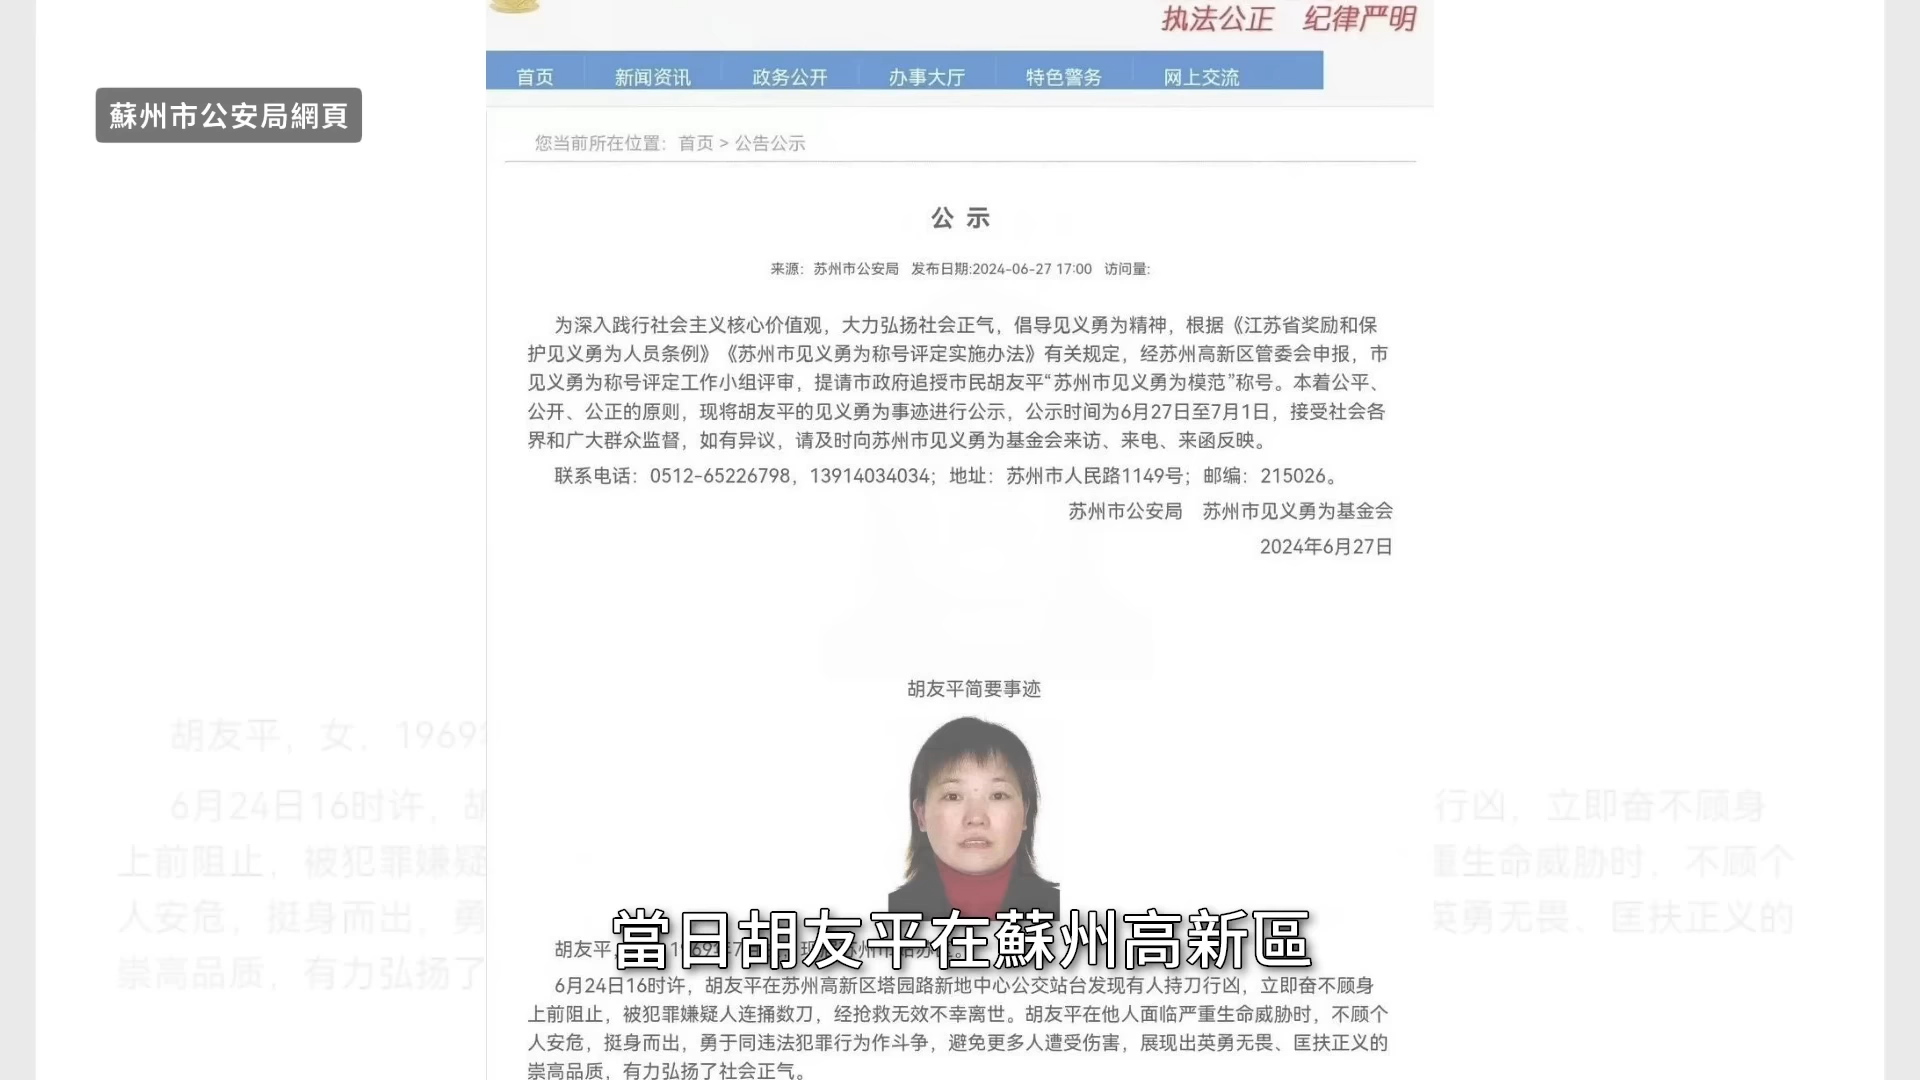 执法公正 纪律严明
首页 新闻资讯 政务公开 办事大厅 特色警务 网上交流
蘇州市公安局網頁
您当前所在位置：首页 > 公告公示
公 示
来源：苏州市公安局 发布日期:2024-06-27 17:00 访问量:
为深入践行社会主义核心价值观，大力弘扬社会正气，倡导见义勇为精神，根据《江苏省奖励和保
护见义勇为人员条例》《苏州市见义勇为称号评定实施办法》有关规定，经苏州高新区管委会申报，市
见义勇为称号评定工作小组评审，提请市政府追授市民胡友平“苏州市见义勇为模范”称号。本着公平、
公开、公正的原则，现将胡友平的见义勇为事迹进行公示，公示时间为6月27日至7月1日，接受社会各
界和广大群众监督，如有异议，请及时向苏州市见义勇为基金会来访、来电、来函反映。
联系电话：0512-65226798，13914034034；地址：苏州市人民路1149号；邮编：215026。
苏州市公安局 苏州市见义勇为基金会
2024年6月27日
胡友平简要事迹
胡友平，女，1969
6月24日16时许，
行凶，立即奋不顾身
上前阻止，被犯罪嫌疑
重生命威胁时，不顾个
人安危，挺身而出，勇
英勇无畏、匡扶正义的
崇高品质，有力弘扬了
當日胡友平在蘇州高新區
胡友平， 1969年7
6月24日16时许，胡友平在苏州高新区塔园路新地中心公交站台发现有人持刀行凶，立即奋不顾身
上前阻止，被犯罪嫌疑人连捅数刀，经抢救无效不幸离世。胡友平在他人面临严重生命威胁时，不顾个
人安危，挺身而出，勇于同违法犯罪行为作斗争，避免更多人遭受伤害，展现出英勇无畏、匡扶正义的
崇高品质，有力弘扬了社会正气。